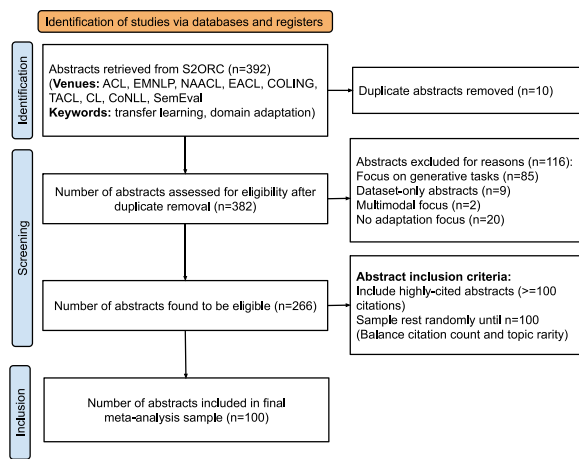 Identification of studies via databases and registers
Identification
Abstracts retrieved from S2ORC (n=392)
(Venues: ACL, EMNLP, NAACL, EACL, COLING,
TACL, CL, CoNLL, SemEval
Keywords: transfer learning, domain adaptation)
Duplicate abstracts removed (n=10)
Screening
Number of abstracts assessed for eligibility after
duplicate removal (n=382)
Abstracts excluded for reasons (n=116):
Focus on generative tasks (n=85)
Dataset-only abstracts (n=9)
Multimodal focus (n=2)
No adaptation focus (n=20)
Number of abstracts found to be eligible (n=266)
Abstract inclusion criteria:
Include highly-cited abstracts (>=100
citations)
Sample rest randomly until n=100
(Balance citation count and topic rarity)
Inclusion
Number of abstracts included in final
meta-analysis sample (n=100)